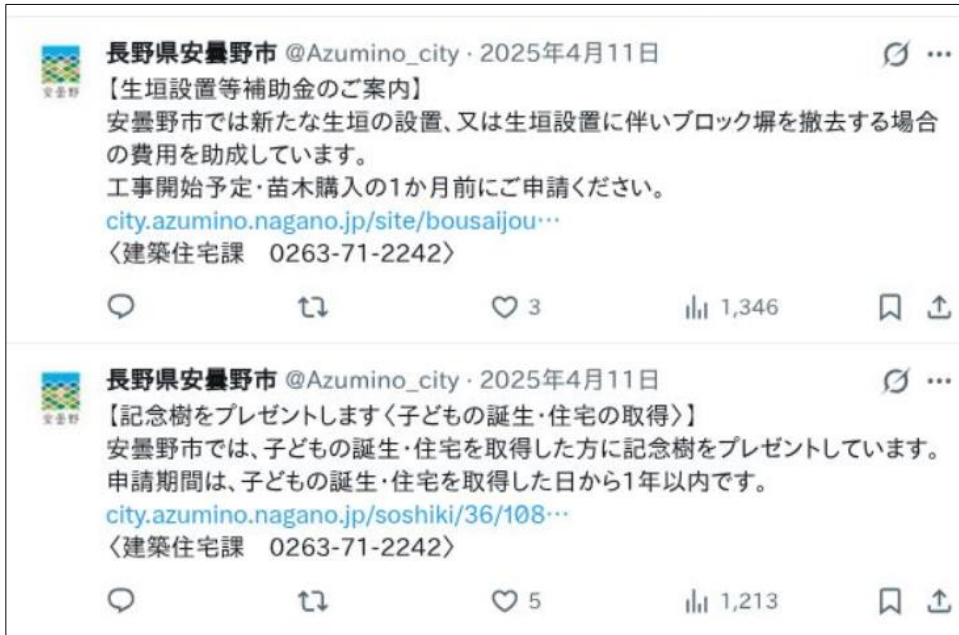 長野県安曇野市 @Azumino_city · 2025年4月11日
安曇野
【生垣設置等補助金のご案内】
安曇野市では新たな生垣の設置、又は生垣設置に伴いブロック塀を撤去する場合
の費用を助成しています。
工事開始予定・苗木購入の1か月前にご申請ください。
city.azumino.nagano.jp/site/bousaijou…
〈建築住宅課　0263-71-2242〉
3 1,346
長野県安曇野市 @Azumino_city · 2025年4月11日
安曇野
【記念樹をプレゼントします〈子どもの誕生・住宅の取得〉】
安曇野市では、子どもの誕生・住宅を取得した方に記念樹をプレゼントしています。
申請期間は、子どもの誕生・住宅を取得した日から1年以内です。
city.azumino.nagano.jp/soshiki/36/108…
〈建築住宅課　0263-71-2242〉
5 1,213